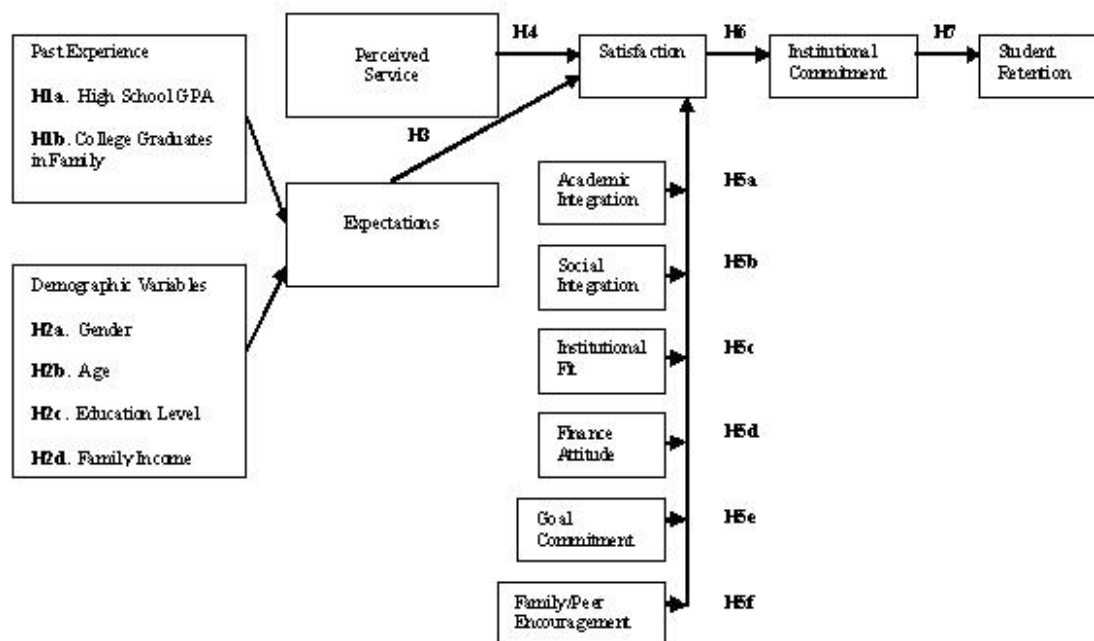 Past Experience
H1a. High School GPA
H1b. College Graduates
in Family
Demographic Variables
H2a. Gender
H2b. Age
H2c. Education Level
H2d. Family Income
Perceived
Service
Expectations
H3
H4
Satisfaction
H6
Institutional
Commitment
H7
Student
Retention
Academic
Integration
H5a
Social
Integration
H5b
Institutional
Fit
H5c
Finance
Attitude
H5d
Goal
Commitment
H5e
Family/Peer
Encouragement
H5f